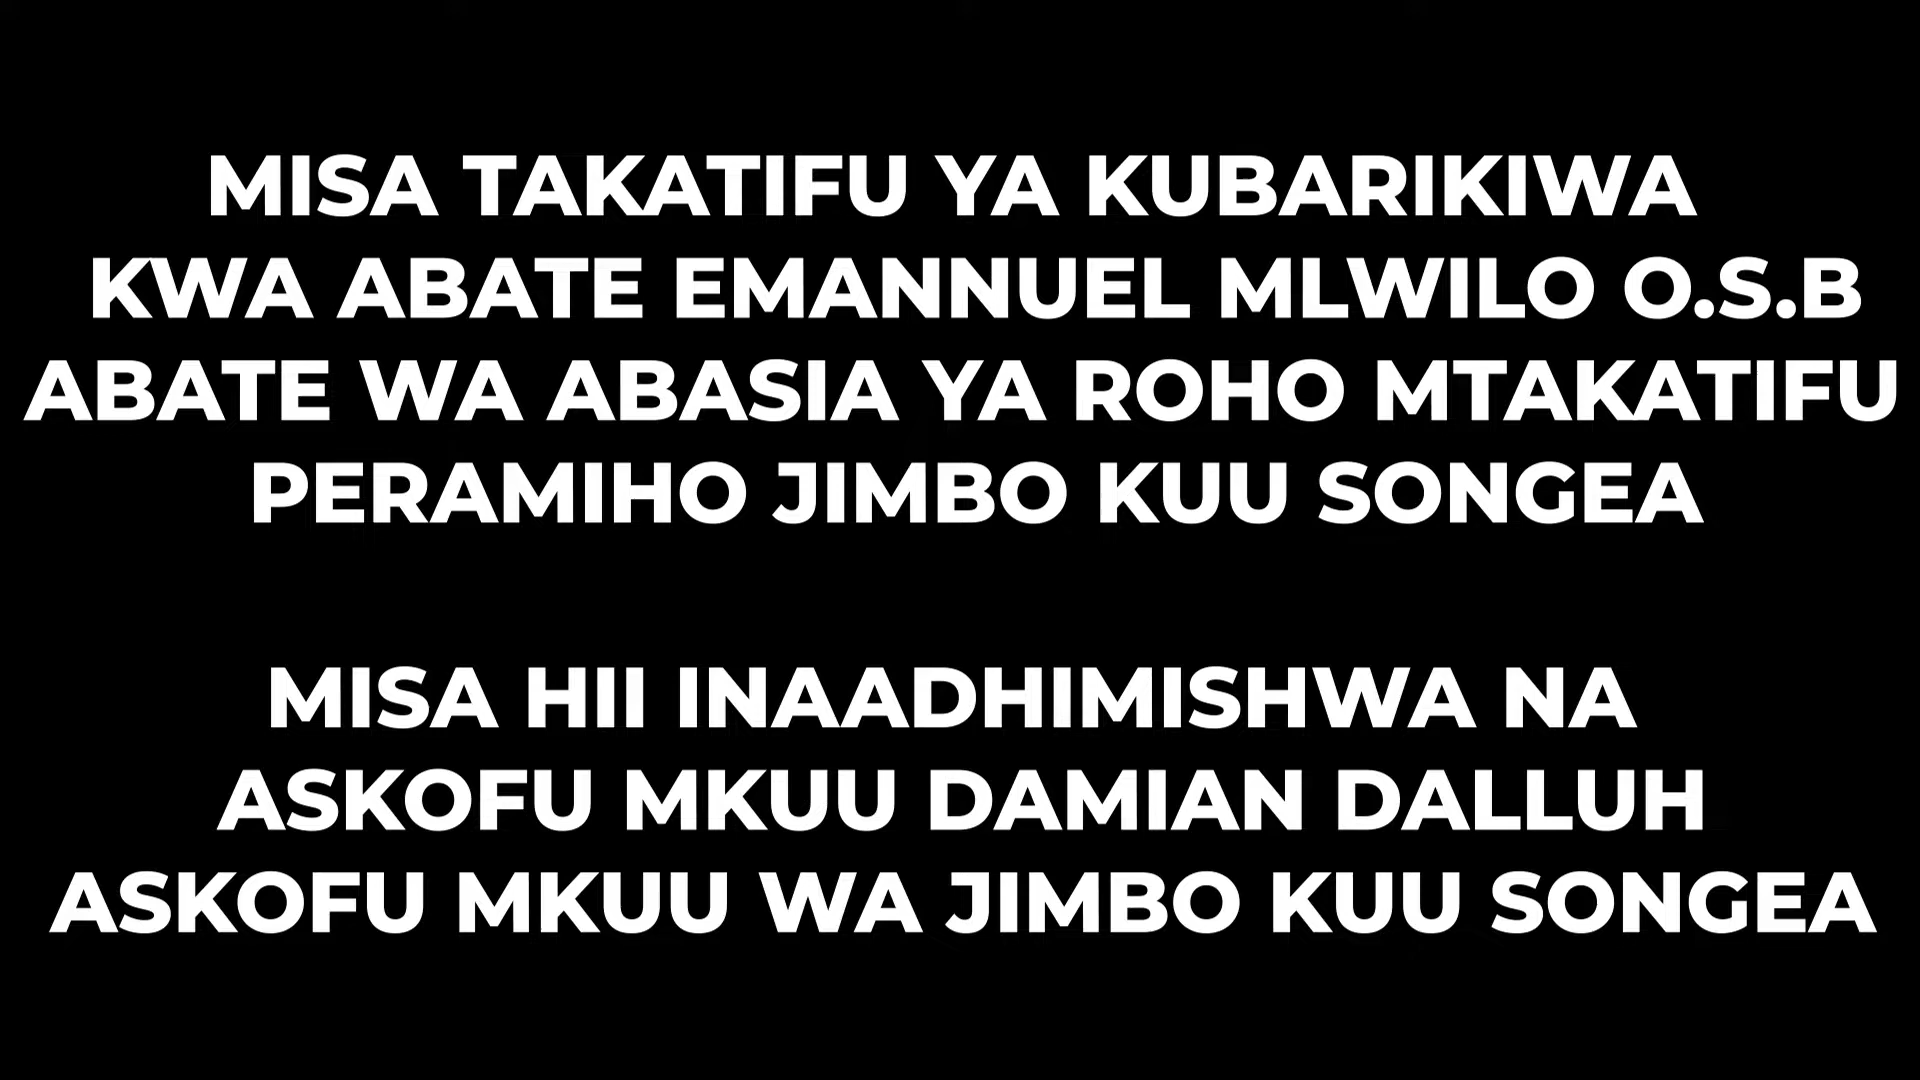 MISA TAKATIFU YA KUBARIKIWA
KWA ABATE EMANNUEL MLWILO O.S.B
ABATE WA ABASIA YA ROHO MTAKATIFU
PERAMIHO JIMBO KUU SONGEA
MISA HII INAADHIMISHWA NA
ASKOFU MKUU DAMIAN DALLUH
ASKOFU MKUU WA JIMBO KUU SONGEA